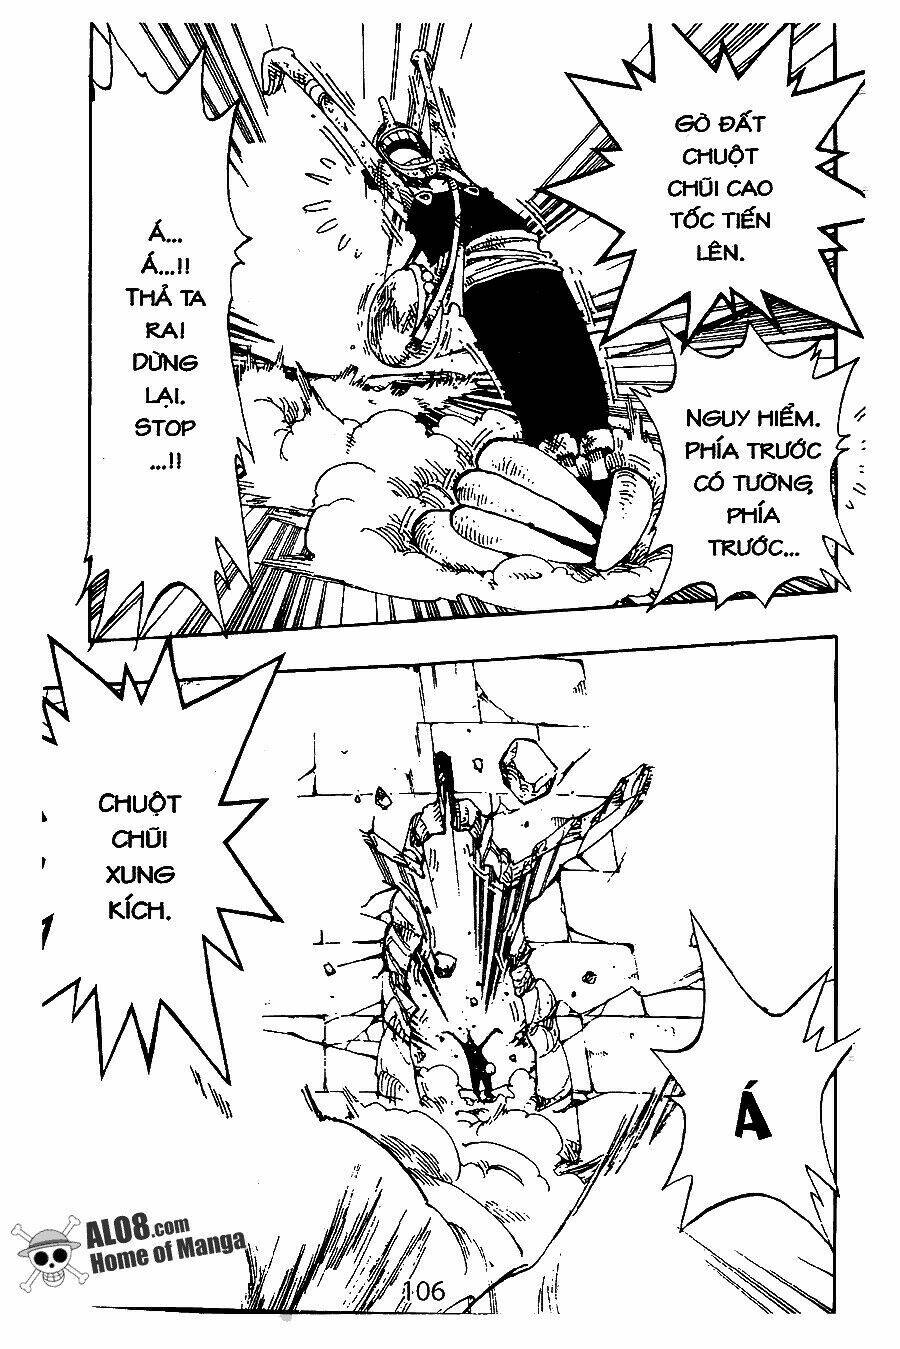 GÒ ĐẤT
CHUỘT
CHŨI CAO
TỐC TIẾN
LÊN.
Á...
Á...!!
THẢ TA
RA!
DỪNG
LẠI.
STOP
...!!
NGUY HIỂM.
PHÍA TRƯỚC
CÓ TƯỜNG,
PHÍA
TRƯỚC...
CHUỘT
CHŨI
XUNG
KÍCH.
Á
AL08.com
Home of Manga
106